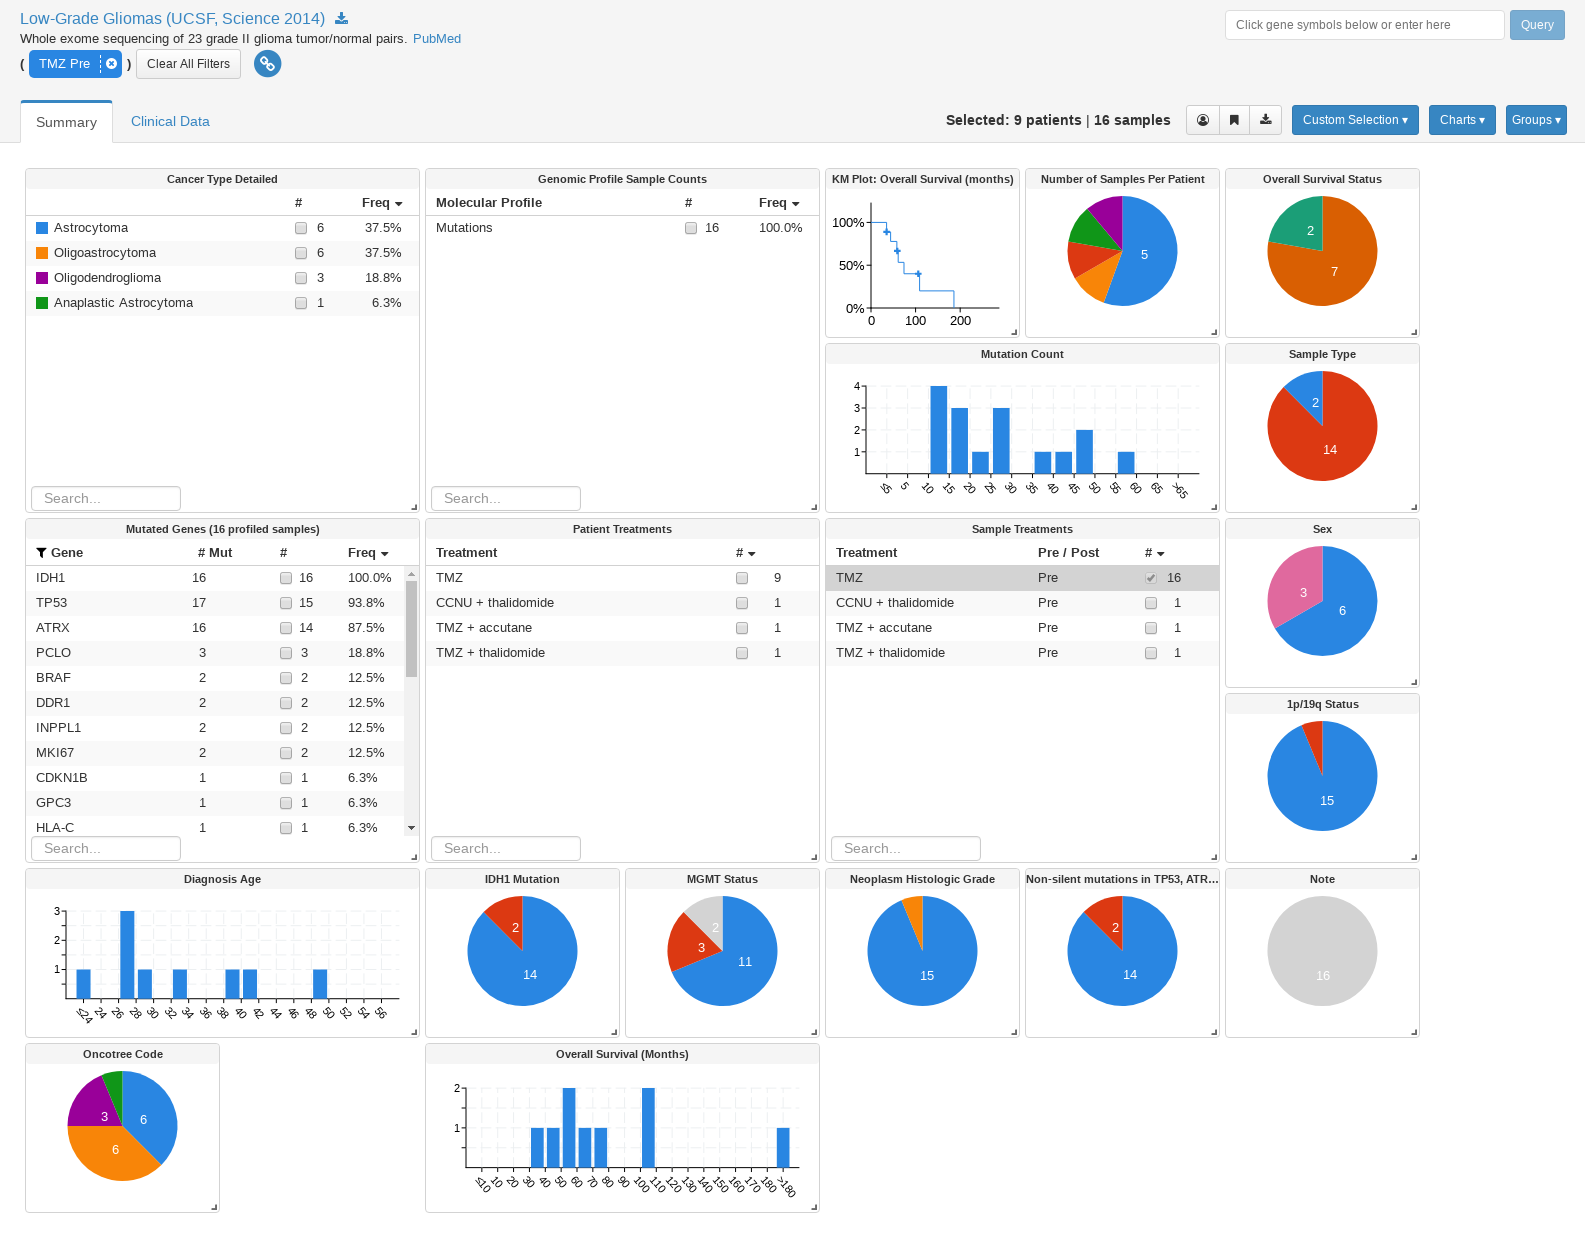 Low-Grade Gliomas (UCSF, Science 2014)
Click gene symbols below or enter here
Query
Whole exome sequencing of 23 grade II glioma tumor/normal pairs. PubMed
( TMZ Pre ) Clear All Filters
Summary
Clinical Data
Selected: 9 patients | 16 samples
Custom Selection ▾
Charts ▾
Groups ▾
Cancer Type Detailed
# Freq
Astrocytoma 6 37.5%
Oligoastrocytoma 6 37.5%
Oligodendroglioma 3 18.8%
Anaplastic Astrocytoma 1 6.3%
Search...
Genomic Profile Sample Counts
Molecular Profile # Freq
Mutations 16 100.0%
Search...
KM Plot: Overall Survival (months)
100%
50%
0%
0 100 200
Number of Samples Per Patient
5
Overall Survival Status
2
7
Mutation Count
4
3
2
1
≤5 5 10 15 20 25 30 35 40 45 50 55 60 65 >65
Sample Type
2
14
Mutated Genes (16 profiled samples)
Gene # Mut # Freq
IDH1 16 16 100.0%
TP53 17 15 93.8%
ATRX 16 14 87.5%
PCLO 3 3 18.8%
BRAF 2 2 12.5%
DDR1 2 2 12.5%
INPPL1 2 2 12.5%
MKI67 2 2 12.5%
CDKN1B 1 1 6.3%
GPC3 1 1 6.3%
HLA-C 1 1 6.3%
Search...
Patient Treatments
Treatment #
TMZ 9
CCNU + thalidomide 1
TMZ + accutane 1
TMZ + thalidomide 1
Search...
Sample Treatments
Treatment Pre / Post #
TMZ Pre 16
CCNU + thalidomide Pre 1
TMZ + accutane Pre 1
TMZ + thalidomide Pre 1
Search...
Sex
3
6
1p/19q Status
15
Diagnosis Age
3
2
1
≤24 24 26 28 30 32 34 36 38 40 42 44 46 48 50 52 54 56
IDH1 Mutation
2
14
MGMT Status
2
3
11
Neoplasm Histologic Grade
15
Non-silent mutations in TP53, ATR...
2
14
Note
16
Oncotree Code
3 6
6
Overall Survival (Months)
2
1
≤10 10 20 30 40 50 60 70 80 90 100 110 120 130 140 150 160 170 180 >180